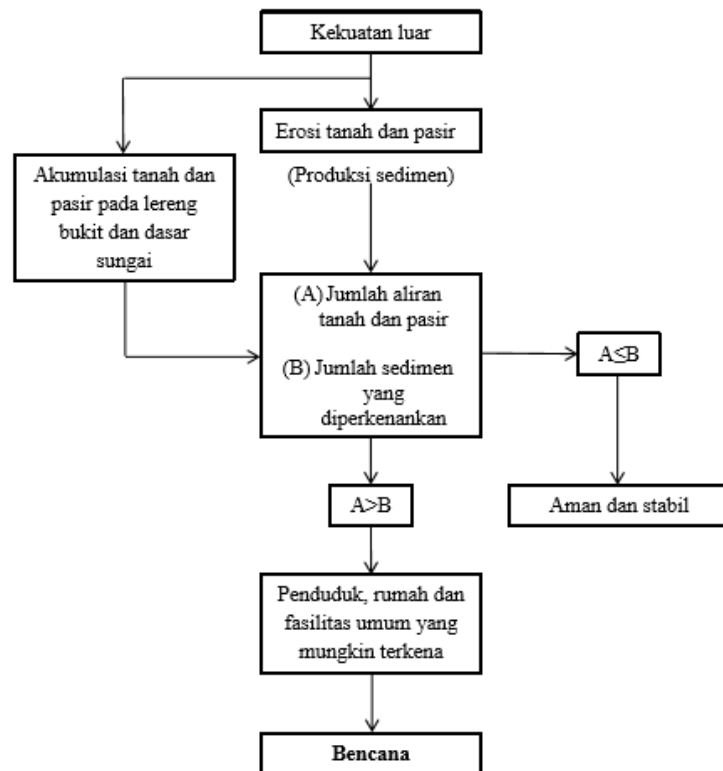 Kekuatan luar
Erosi tanah dan pasir
(Produksi sedimen)
Akumulasi tanah dan
pasir pada lereng
bukit dan dasar
sungai
(A) Jumlah aliran
tanah dan pasir
(B) Jumlah sedimen
yang
diperkenankan
A≤B
A>B
Aman dan stabil
Penduduk, rumah dan
fasilitas umum yang
mungkin terkena
Bencana